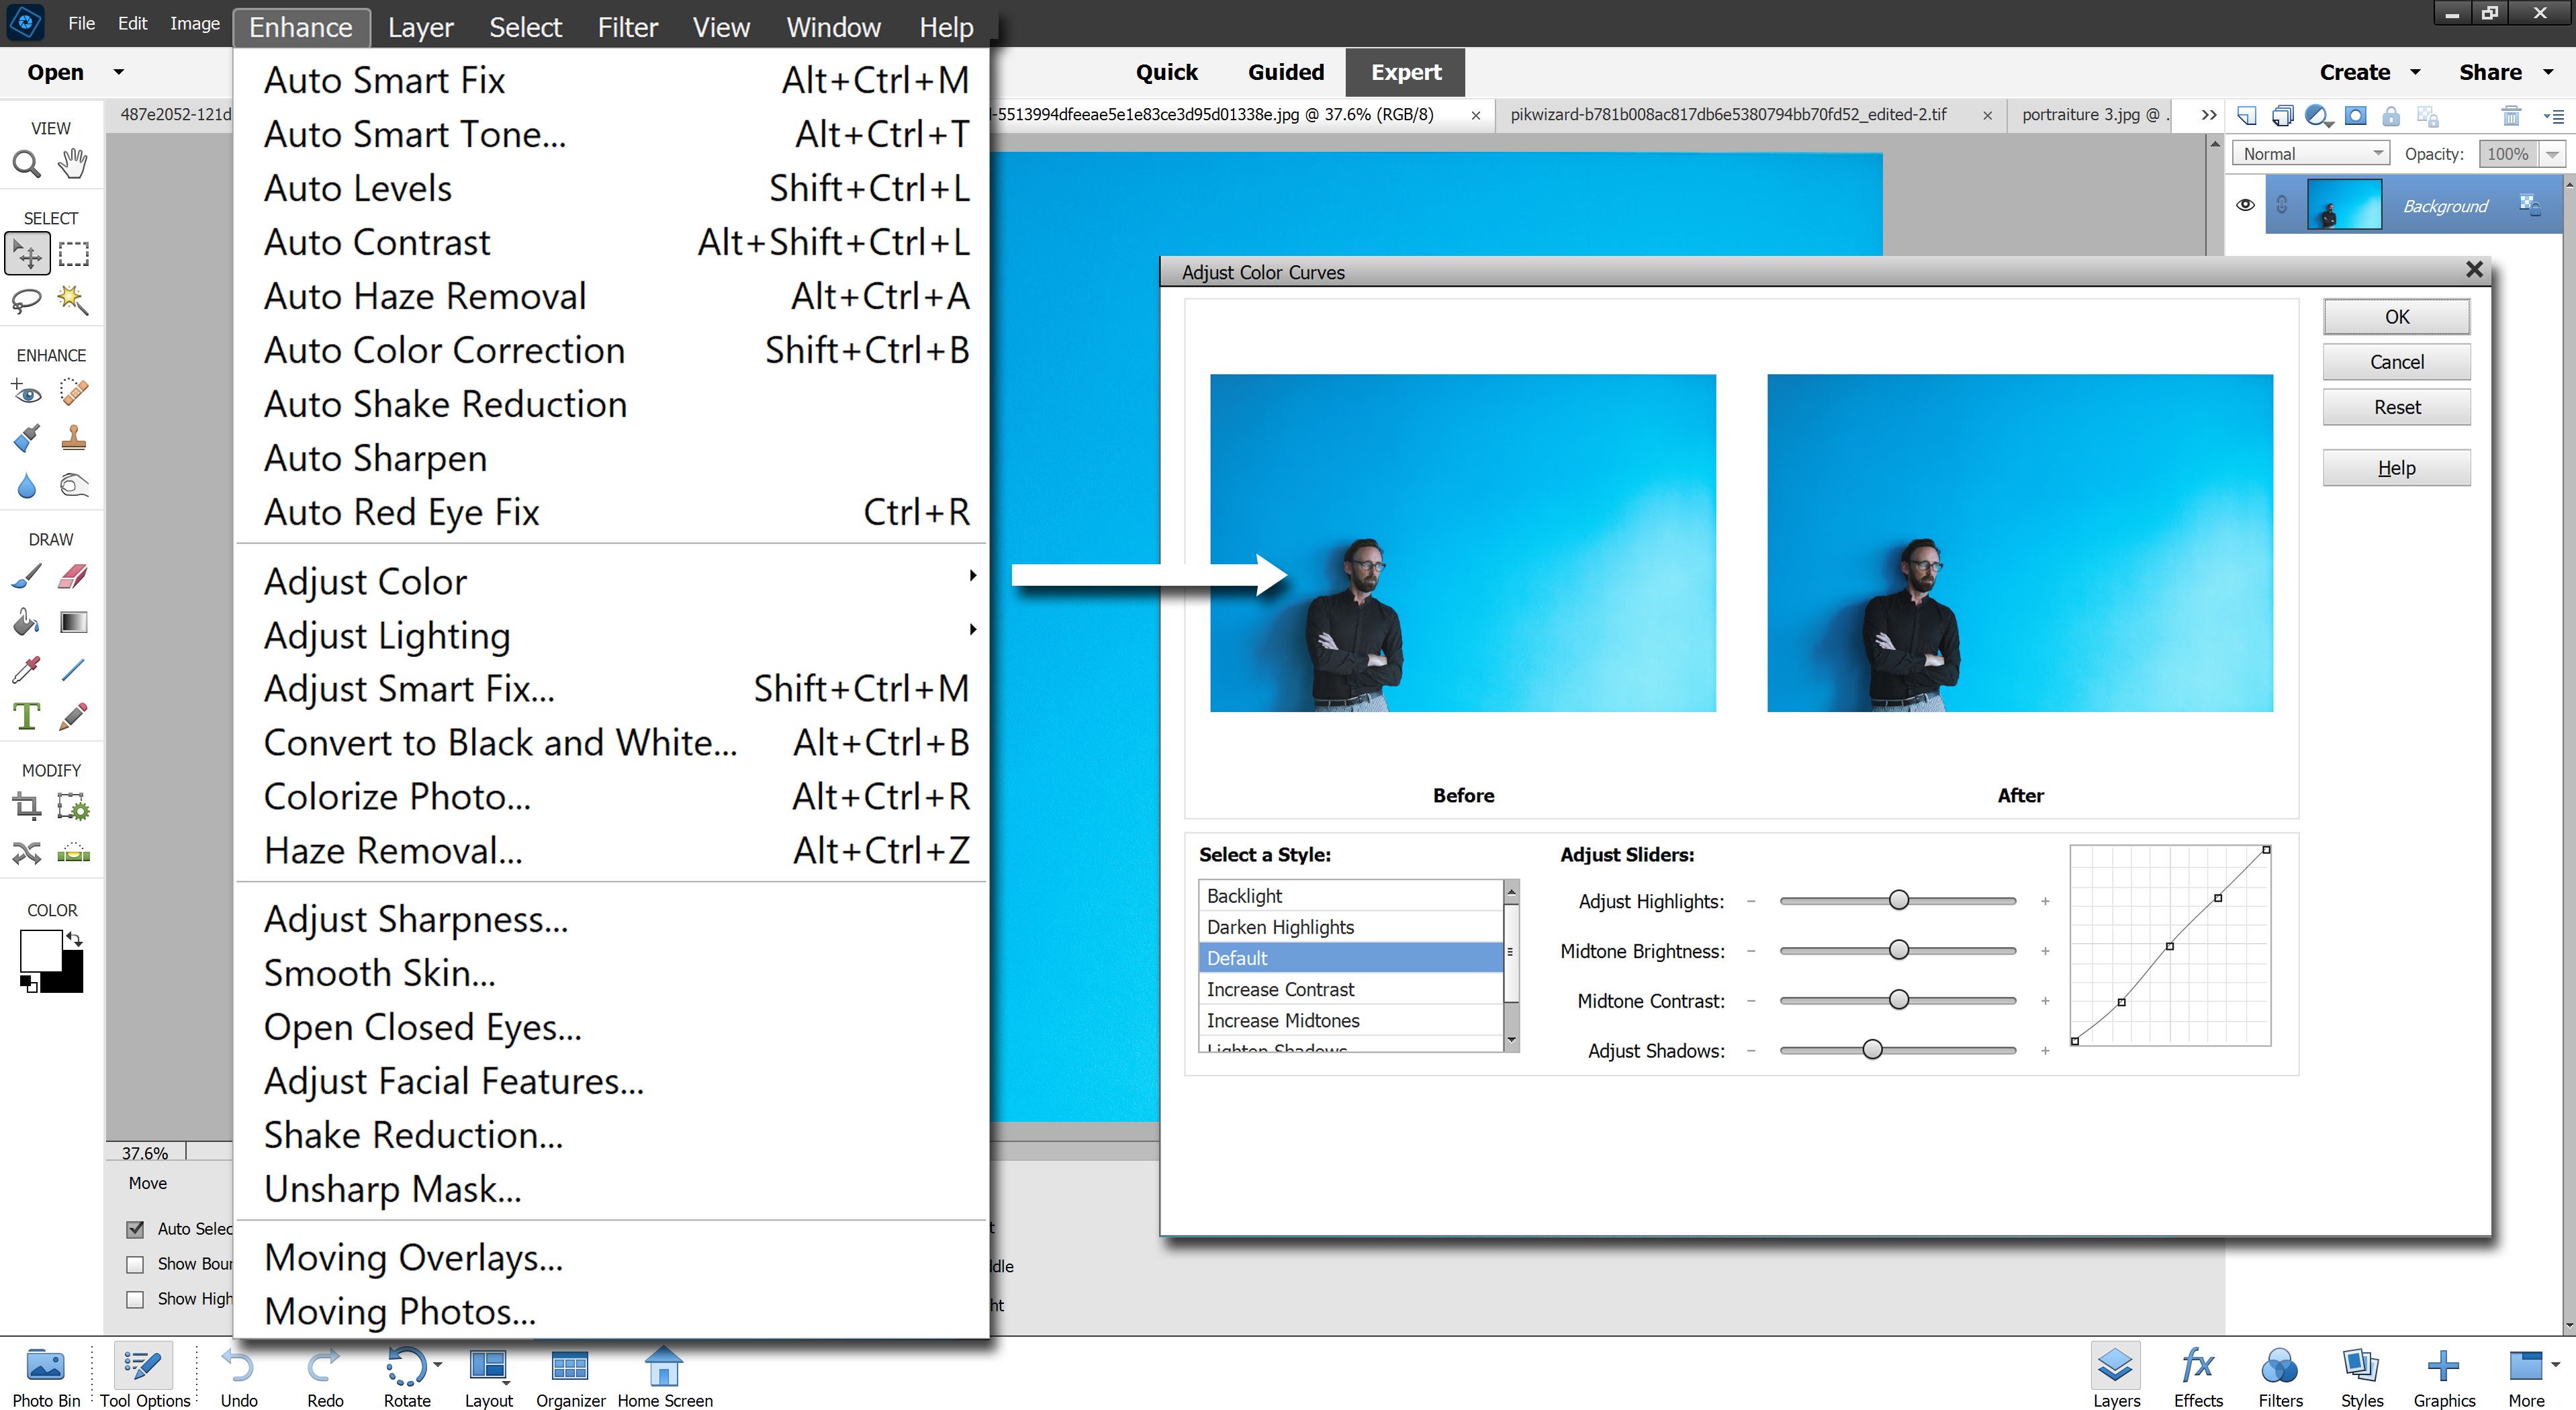 File Edit Image Enhance Layer Select Filter View Window Help
Open Quick Guided Expert Create Share
487e2052-121d
-5513994dfeeae5e1e83ce3d95d01338e.jpg @ 37.6% (RGB/8) ×
pikwizard-b781b008ac817db6e5380794bb70fd52_edited-2.tif ×
portraiture 3.jpg @ .
Auto Smart Fix Alt+Ctrl+M
Auto Smart Tone... Alt+Ctrl+T
Auto Levels Shift+Ctrl+L
Auto Contrast Alt+Shift+Ctrl+L
Auto Haze Removal Alt+Ctrl+A
Auto Color Correction Shift+Ctrl+B
Auto Shake Reduction
Auto Sharpen
Auto Red Eye Fix Ctrl+R
Adjust Color
Adjust Lighting
Adjust Smart Fix... Shift+Ctrl+M
Convert to Black and White... Alt+Ctrl+B
Colorize Photo... Alt+Ctrl+R
Haze Removal... Alt+Ctrl+Z
Adjust Sharpness...
Smooth Skin...
Open Closed Eyes...
Adjust Facial Features...
Shake Reduction...
Unsharp Mask...
Moving Overlays...
Moving Photos...
VIEW
SELECT
ENHANCE
DRAW
MODIFY
COLOR
Normal Opacity: 100%
Background
Adjust Color Curves
OK
Cancel
Reset
Help
Before After
Select a Style:
Backlight
Darken Highlights
Default
Increase Contrast
Increase Midtones
Lighten Shadows
Adjust Sliders:
Adjust Highlights: - +
Midtone Brightness: - +
Midtone Contrast: - +
Adjust Shadows: - +
37.6%
Move
Auto Selec t
Show Bour ddle
Show High ht
Photo Bin Tool Options Undo Redo Rotate Layout Organizer Home Screen Layers Effects Filters Styles Graphics More